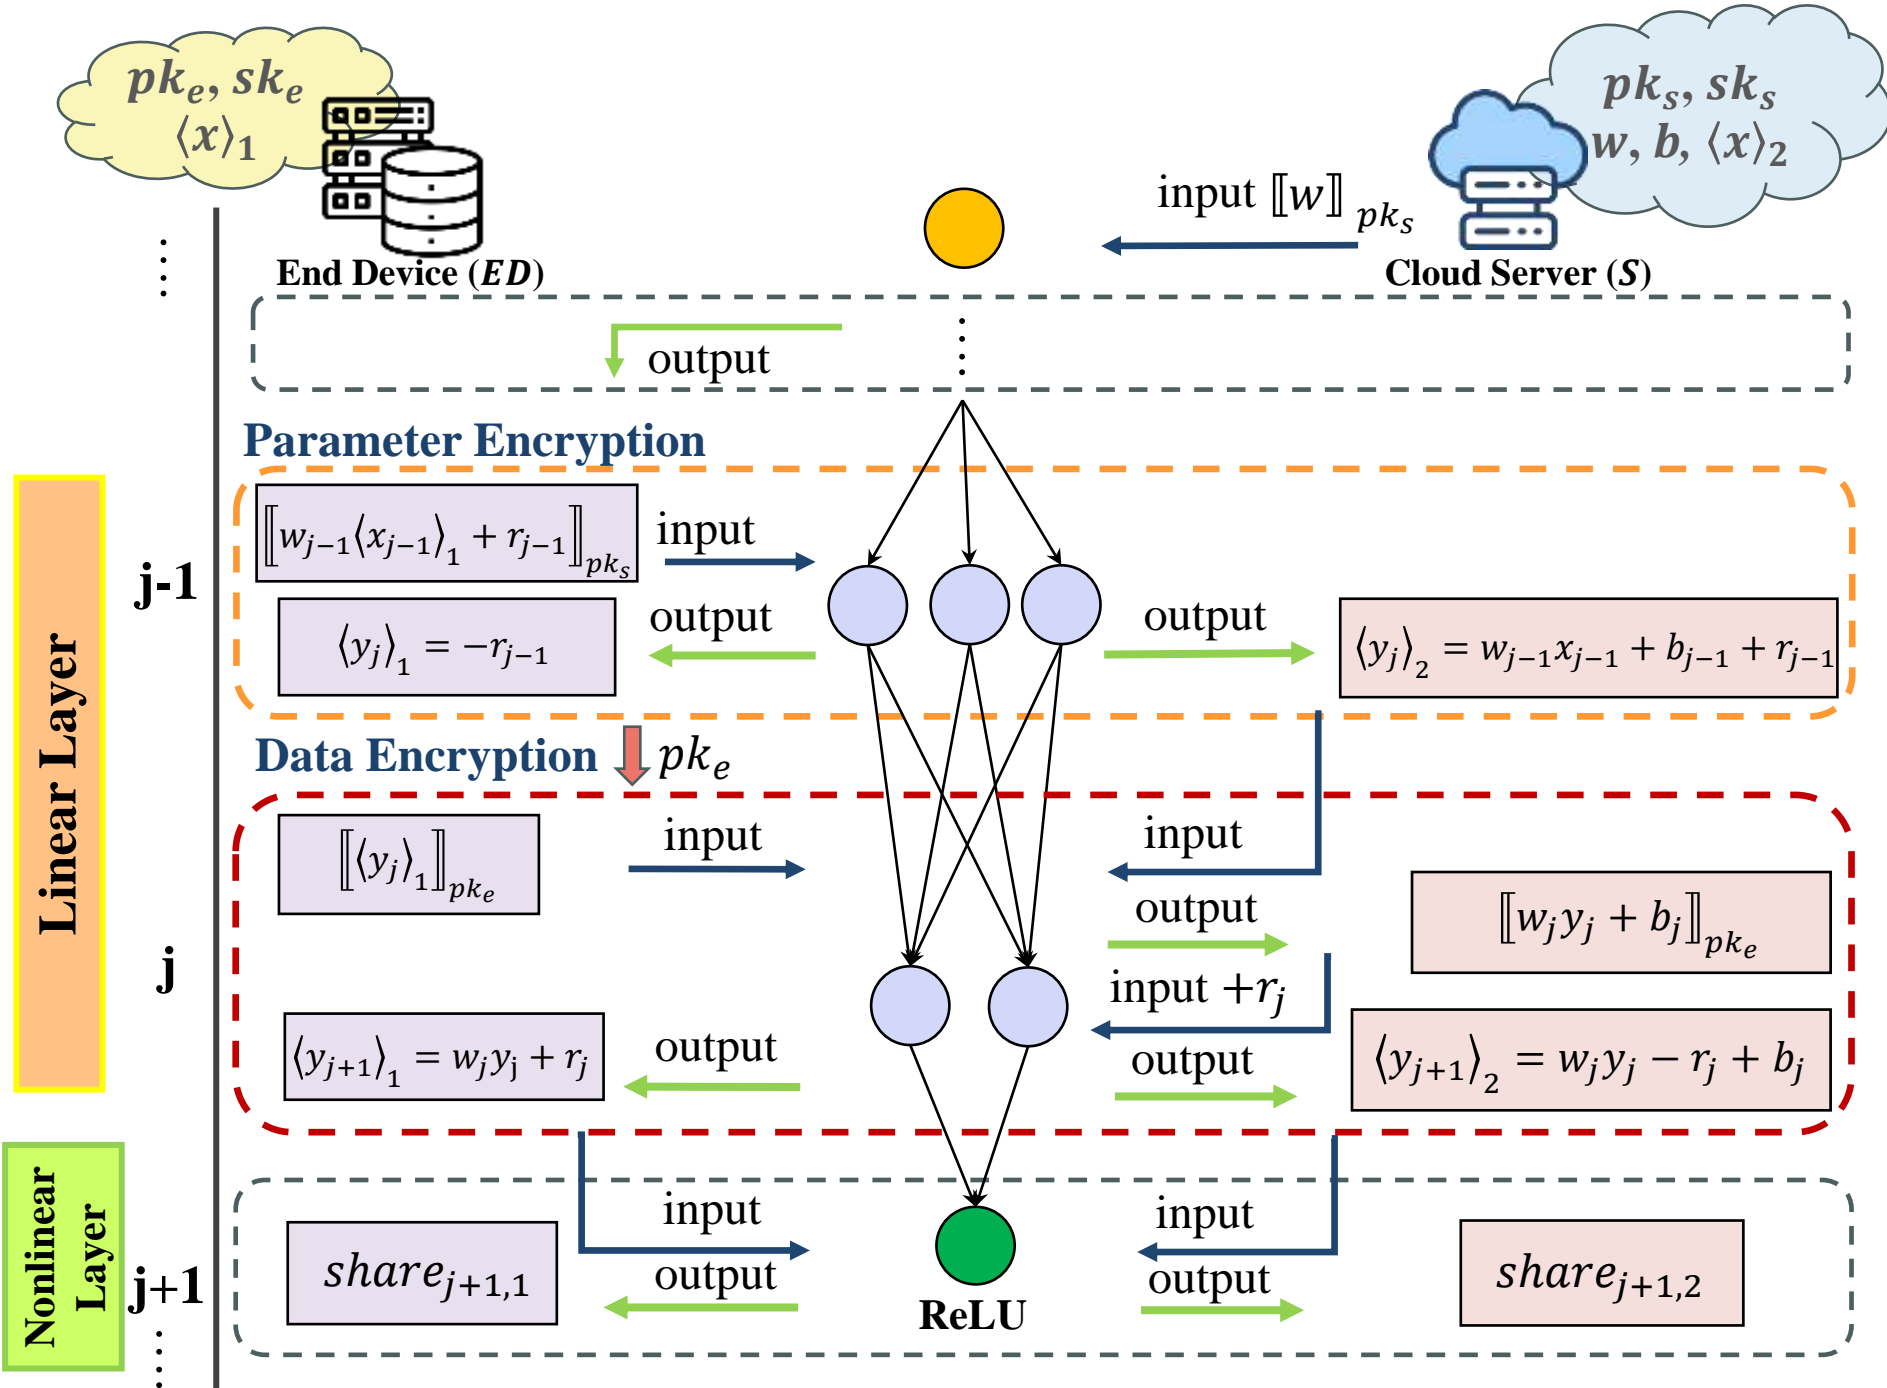 pk_e, sk_e
⟨x⟩_1
pk_s, sk_s
w, b, ⟨x⟩_2
input ⟦w⟧_{pk_s}
End Device (ED)
Cloud Server (S)
output
Parameter Encryption
⟦w_{j−1}⟨x_{j−1}⟩_1 + r_{j−1}⟧_{pk_s}
input
j-1
⟨y_j⟩_1 = −r_{j−1}
output
output
⟨y_j⟩_2 = w_{j−1}x_{j−1} + b_{j−1} + r_{j−1}
Linear Layer
Data Encryption
pk_e
⟦⟨y_j⟩_1⟧_{pk_e}
input
input
output
⟦w_j y_j + b_j⟧_{pk_e}
j
input +r_j
⟨y_{j+1}⟩_1 = w_j y_j + r_j
output
output
⟨y_{j+1}⟩_2 = w_j y_j − r_j + b_j
Nonlinear
Layer
j+1
input
input
share_{j+1,1}
output
output
share_{j+1,2}
ReLU